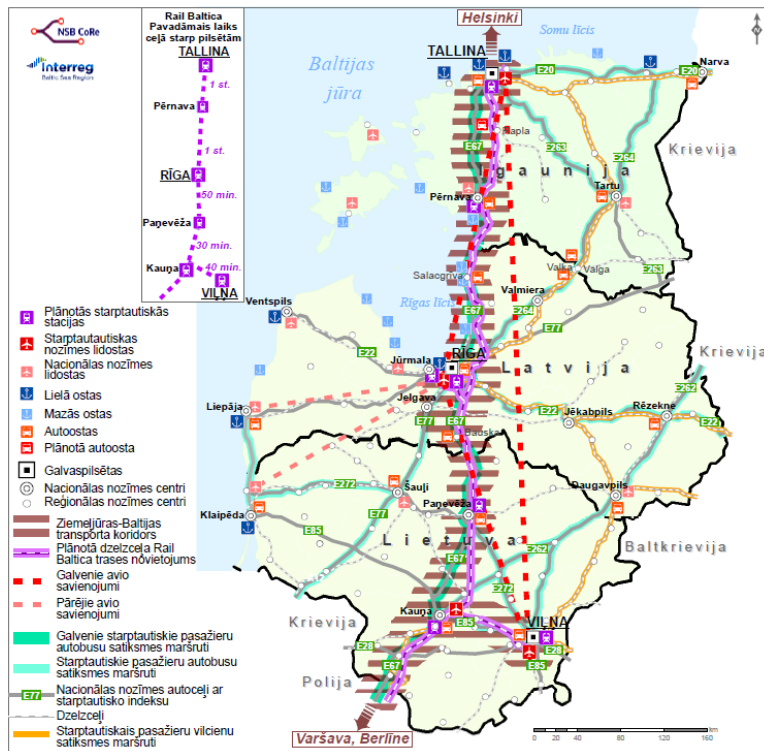 NSB CoRe
Interreg
Baltic Sea Region
Rail Baltica
Pavadāmais laiks
ceļā starp pilsētām
TALLINA
1 st.
Pērnava
1 st.
RĪGA
50 min.
Paņevēža
30 min.
Kauņa
40 min.
VIĻŅA
Plānotās starptautiskās
stacijas
Starptautautiskas
nozīmes lidostas
Nacionālas nozīmes
lidostas
Lielā ostas
Mazās ostas
Autoostas
Plānotā autoosta
Galvaspilsētas
Nacionālas nozīmes centri
Reģionālas nozīmes centri
Ziemeļjūras-Baltijas
transporta koridors
Plānotā dzelzceļa Rail
Baltica trases novietojums
Galvenie avio
savienojumi
Pārējie avio
savienojumi
Galvenie starptautiskie pasažieru
autobusu satiksmes maršruti
Starptautiskie pasažieru autobusu
satiksmes maršruti
E77
Nacionālas nozīmes autoceļi ar
starptautisko indeksu
Dzelzceļi
Starptautiskais pasažieru vilcienu
satiksmes maršruti
Helsinki
Somu līcis
N
TALLINA
Baltijas
jūra
E20
Narva
E20
Rapla
E67
E263
E264
Krievija
Igaunija
Tartu
Pērnava
Salacgrīva
Valka
Valga
E263
Ventspils
Rīgas līcis
Valmiera
E67
E264
E77
E22
Jūrmala
RĪGA
Latvija
Krievija
E262
Liepāja
Jelgava
E77
E67
E22
Jēkabpils
Rēzekne
E22
Bauska
E272
Šauļi
Daugavpils
Klaipēda
E77
E85
Paņevēža
Lietuva
E67
E262
Baltkrievija
E272
Kauņa
Krievija
E85
VIĻŅA
E28
E28
E67
E85
Polija
Varšava, Berlīne
0 40 80 120 160
km